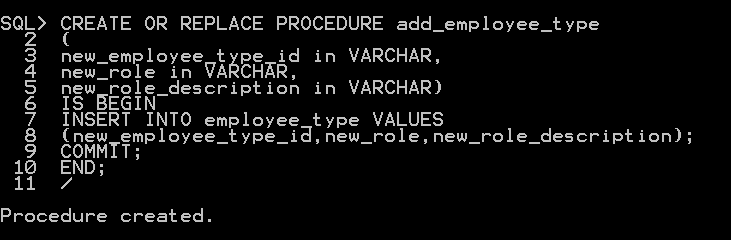 SQL> CREATE OR REPLACE PROCEDURE add_employee_type
2 (
3 new_employee_type_id in VARCHAR,
4 new_role in VARCHAR,
5 new_role_description in VARCHAR)
6 IS BEGIN
7 INSERT INTO employee_type VALUES
8 (new_employee_type_id,new_role,new_role_description);
9 COMMIT;
10 END;
11 /
Procedure created.